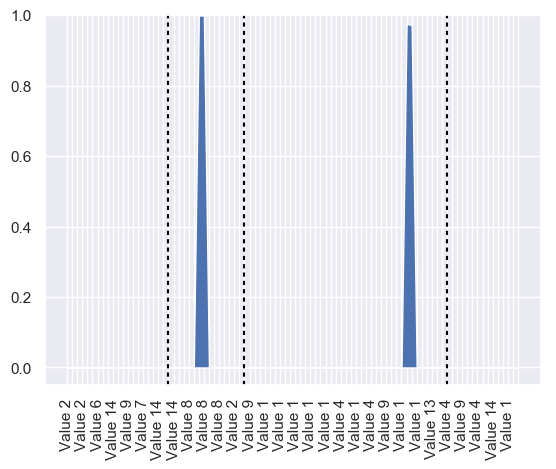 1.0
0.8
0.6
0.4
0.2
0.0
Value 2
Value 2
Value 6
Value 14
Value 9
Value 7
Value 14
Value 14
Value 8
Value 8
Value 8
Value 2
Value 9
Value 1
Value 1
Value 1
Value 1
Value 1
Value 4
Value 1
Value 4
Value 9
Value 1
Value 1
Value 13
Value 4
Value 9
Value 4
Value 14
Value 1